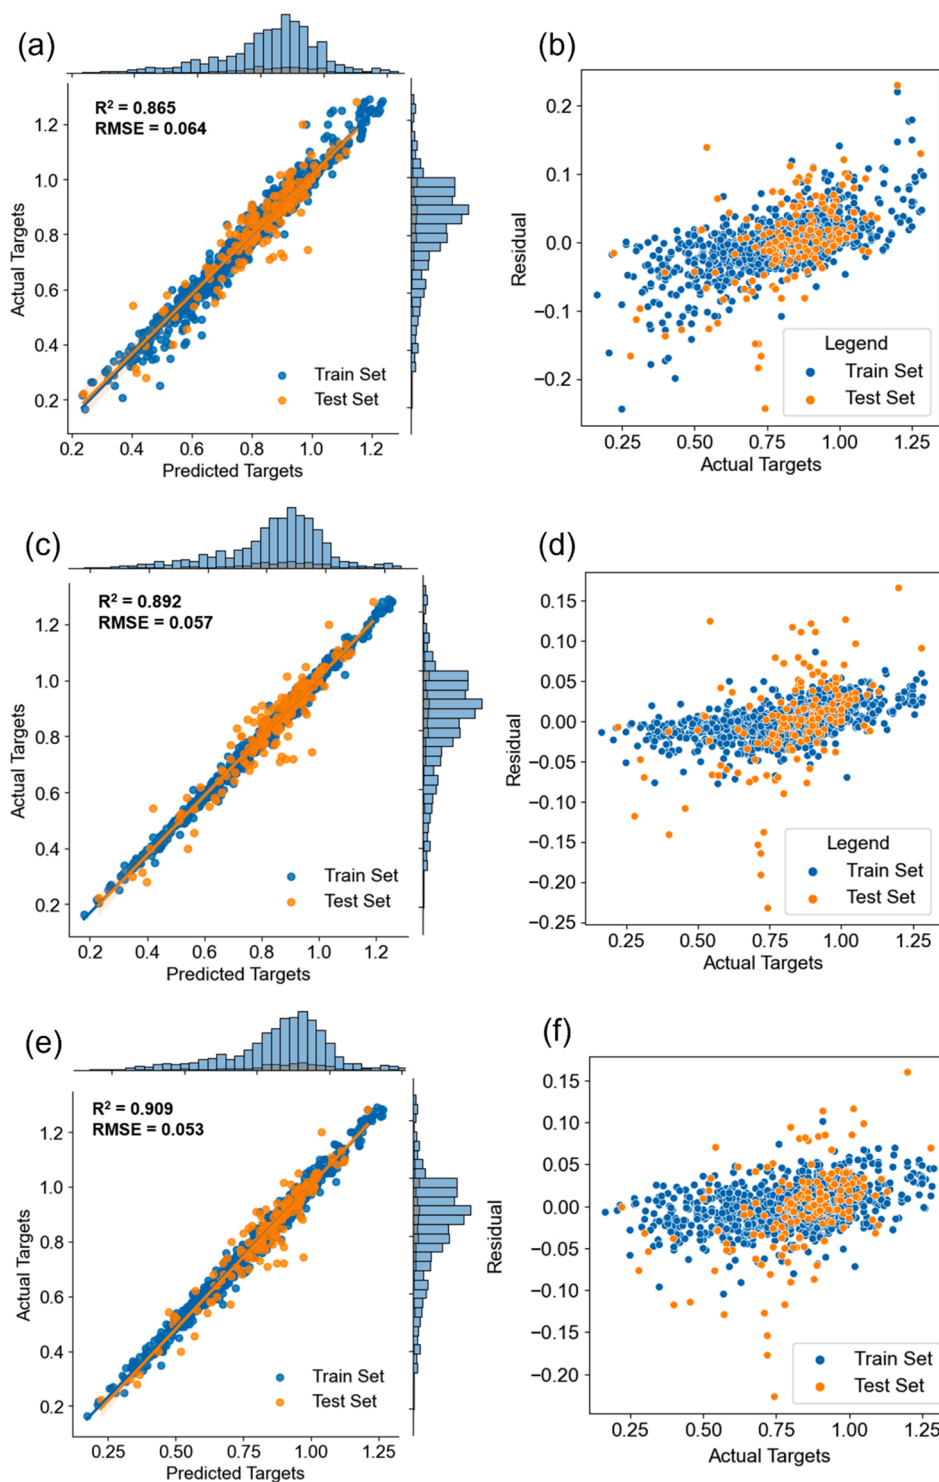 (a)
R² = 0.865
RMSE = 0.064
Actual Targets
1.2
1.0
0.8
0.6
0.4
0.2
Train Set
Test Set
0.2 0.4 0.6 0.8 1.0 1.2
Predicted Targets
(b)
Residual
0.2
0.1
0.0
−0.1
−0.2
Legend
Train Set
Test Set
0.25 0.50 0.75 1.00 1.25
Actual Targets
(c)
R² = 0.892
RMSE = 0.057
Actual Targets
1.2
1.0
0.8
0.6
0.4
0.2
Train Set
Test Set
0.2 0.4 0.6 0.8 1.0 1.2
Predicted Targets
(d)
Residual
0.15
0.10
0.05
0.00
−0.05
−0.10
−0.15
−0.20
−0.25
Legend
Train Set
Test Set
0.25 0.50 0.75 1.00 1.25
Actual Targets
(e)
R² = 0.909
RMSE = 0.053
Actual Targets
1.2
1.0
0.8
0.6
0.4
0.2
Train Set
Test Set
0.25 0.50 0.75 1.00 1.25
Predicted Targets
(f)
Residual
0.15
0.10
0.05
0.00
−0.05
−0.10
−0.15
−0.20
Train Set
Test Set
0.25 0.50 0.75 1.00 1.25
Actual Targets